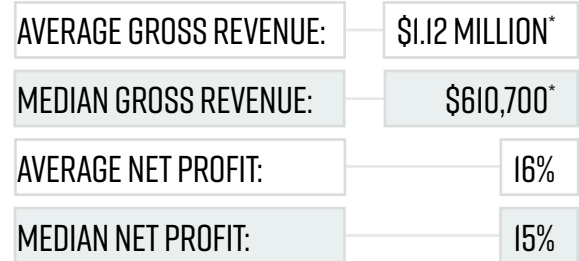 AVERAGE GROSS REVENUE: $1.12 MILLION*
MEDIAN GROSS REVENUE: $610,700*
AVERAGE NET PROFIT: 16%
MEDIAN NET PROFIT: 15%